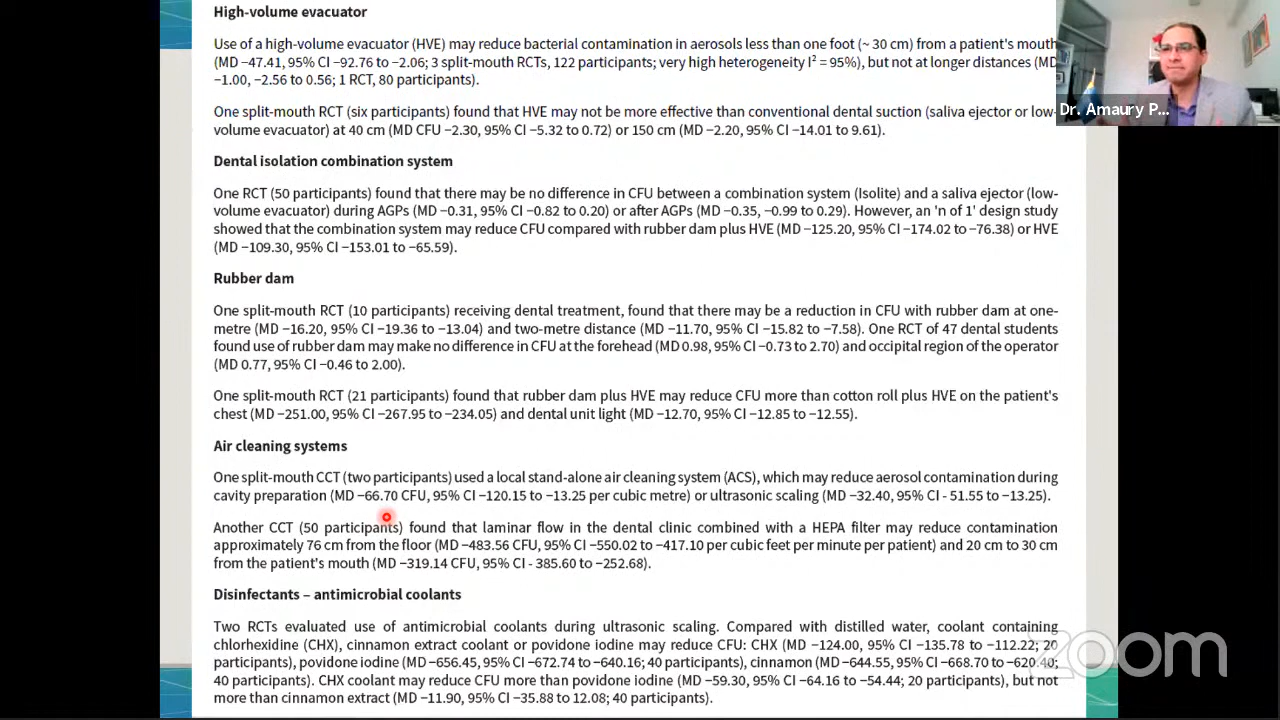 High-volume evacuator
Use of a high-volume evacuator (HVE) may reduce bacterial contamination in aerosols less than one foot (~ 30 cm) from a patient's mouth
(MD −47.41, 95% CI −92.76 to −2.06; 3 split-mouth RCTs, 122 participants; very high heterogeneity I² = 95%), but not at longer distances (MD
−1.00, −2.56 to 0.56; 1 RCT, 80 participants).
One split-mouth RCT (six participants) found that HVE may not be more effective than conventional dental suction (saliva ejector or low-
volume evacuator) at 40 cm (MD CFU −2.30, 95% CI −5.32 to 0.72) or 150 cm (MD −2.20, 95% CI −14.01 to 9.61).
Dental isolation combination system
One RCT (50 participants) found that there may be no difference in CFU between a combination system (Isolite) and a saliva ejector (low-
volume evacuator) during AGPs (MD −0.31, 95% CI −0.82 to 0.20) or after AGPs (MD −0.35, −0.99 to 0.29). However, an 'n of 1' design study
showed that the combination system may reduce CFU compared with rubber dam plus HVE (MD −125.20, 95% CI −174.02 to −76.38) or HVE
(MD −109.30, 95% CI −153.01 to −65.59).
Rubber dam
One split-mouth RCT (10 participants) receiving dental treatment, found that there may be a reduction in CFU with rubber dam at one-
metre (MD −16.20, 95% CI −19.36 to −13.04) and two-metre distance (MD −11.70, 95% CI −15.82 to −7.58). One RCT of 47 dental students
found use of rubber dam may make no difference in CFU at the forehead (MD 0.98, 95% CI −0.73 to 2.70) and occipital region of the operator
(MD 0.77, 95% CI −0.46 to 2.00).
One split-mouth RCT (21 participants) found that rubber dam plus HVE may reduce CFU more than cotton roll plus HVE on the patient's
chest (MD −251.00, 95% CI −267.95 to −234.05) and dental unit light (MD −12.70, 95% CI −12.85 to −12.55).
Air cleaning systems
One split-mouth CCT (two participants) used a local stand-alone air cleaning system (ACS), which may reduce aerosol contamination during
cavity preparation (MD −66.70 CFU, 95% CI −120.15 to −13.25 per cubic metre) or ultrasonic scaling (MD −32.40, 95% CI - 51.55 to −13.25).
Another CCT (50 participants) found that laminar flow in the dental clinic combined with a HEPA filter may reduce contamination
approximately 76 cm from the floor (MD −483.56 CFU, 95% CI −550.02 to −417.10 per cubic feet per minute per patient) and 20 cm to 30 cm
from the patient's mouth (MD −319.14 CFU, 95% CI - 385.60 to −252.68).
Disinfectants – antimicrobial coolants
Two RCTs evaluated use of antimicrobial coolants during ultrasonic scaling. Compared with distilled water, coolant containing
chlorhexidine (CHX), cinnamon extract coolant or povidone iodine may reduce CFU: CHX (MD −124.00, 95% CI −135.78 to −112.22; 20
participants), povidone iodine (MD −656.45, 95% CI −672.74 to −640.16; 40 participants), cinnamon (MD −644.55, 95% CI −668.70 to −620.40;
40 participants). CHX coolant may reduce CFU more than povidone iodine (MD −59.30, 95% CI −64.16 to −54.44; 20 participants), but not
more than cinnamon extract (MD −11.90, 95% CI −35.88 to 12.08; 40 participants).
Dr. Amaury P...
zoom